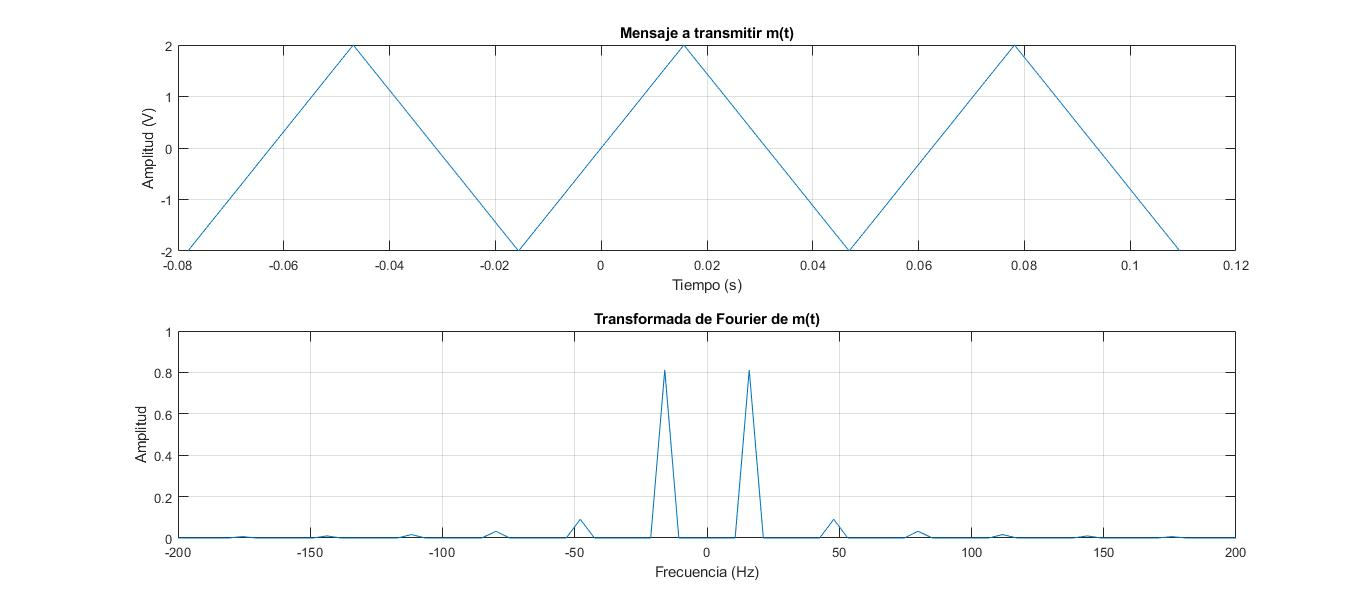 Mensaje a transmitir m(t)
2
1
0
-1
-2
Amplitud (V)
-0.08 -0.06 -0.04 -0.02 0 0.02 0.04 0.06 0.08 0.1 0.12
Tiempo (s)
Transformada de Fourier de m(t)
1
0.8
0.6
0.4
0.2
0
Amplitud
-200 -150 -100 -50 0 50 100 150 200
Frecuencia (Hz)